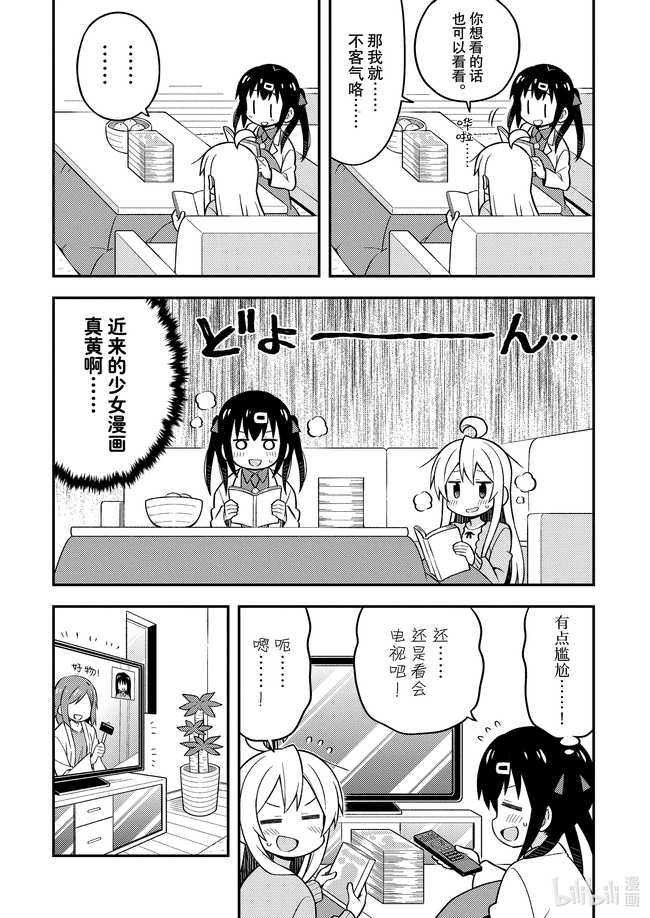 你想看的话
也可以看看。
哗啦……
那我就……
不客气咯……
……
……
近来的少女漫画
真黄啊……
どよーーん…
有点尴尬……！
还……
还是看会
电视吧！
呃……
嗯……！
好物！
bilibili
漫画